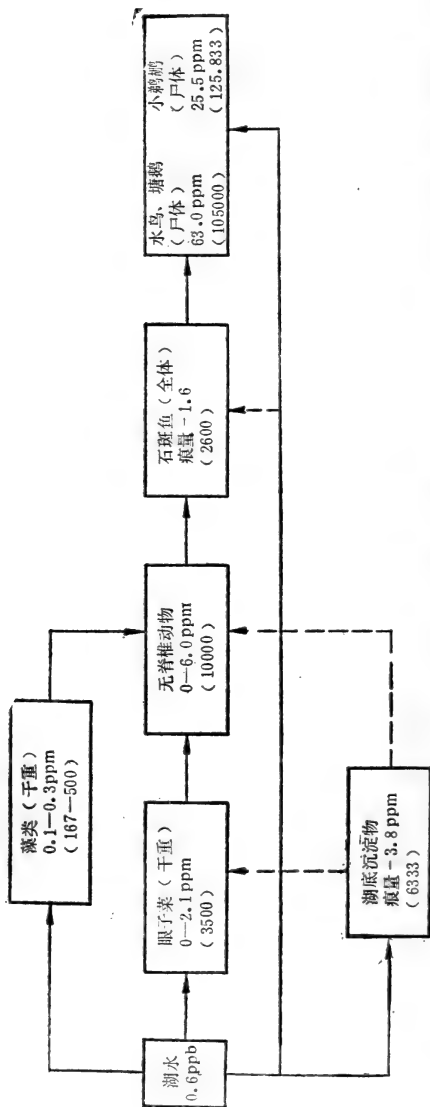 湖水
0.6ppb
藻类（干重）
0.1—0.3ppm
（167—500）
眼子菜（干重）
0—2.1ppm
（3500）
湖底沉淀物
痕量－3.8ppm
（6333）
无脊椎动物
0—6.0ppm
（10000）
石斑鱼（全体）
痕量－1.6
（2600）
水鸟、塘鹅
（尸体）
63.0ppm
（105000）
小鹈鹕
（尸体）
25.5ppm
（125.833）